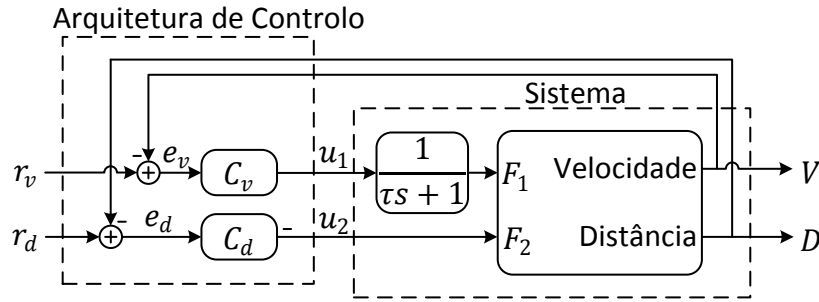 Arquitetura de Controlo
Sistema
r_v
-
+
e_v
C_v
u_1
1
τs + 1
F_1
Velocidade
V
r_d
-
+
e_d
C_d
-
u_2
F_2
Distância
D